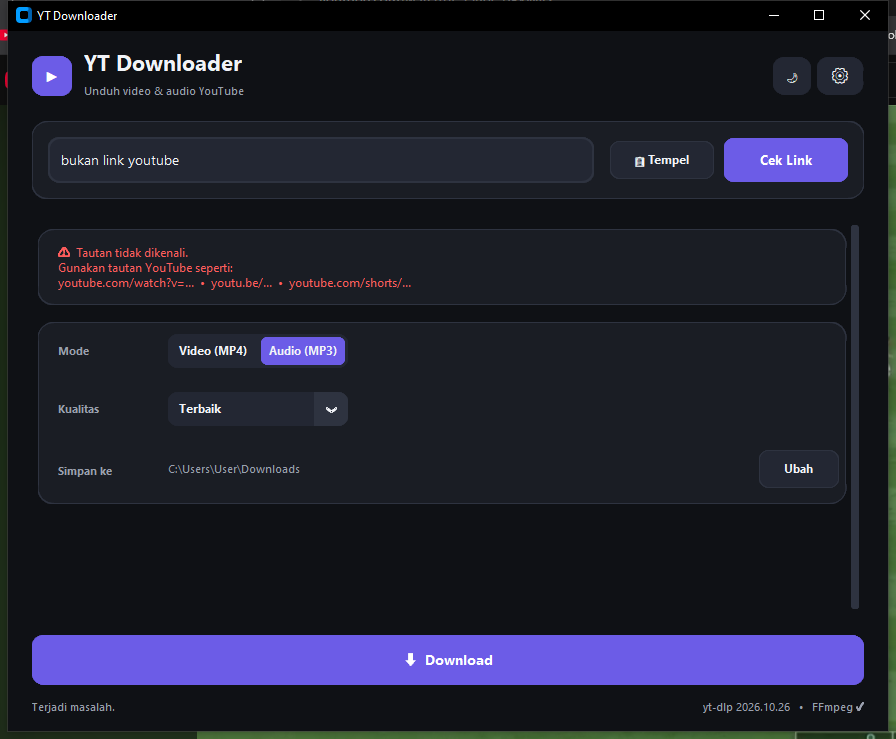 YT Downloader
YT Downloader
Unduh video & audio YouTube
bukan link youtube
Tempel
Cek Link
⚠ Tautan tidak dikenali.
Gunakan tautan YouTube seperti:
youtube.com/watch?v=... • youtu.be/... • youtube.com/shorts/...
Mode Video (MP4) Audio (MP3)
Kualitas Terbaik
Simpan ke C:\Users\User\Downloads Ubah
⬇ Download
Terjadi masalah. yt-dlp 2026.10.26 • FFmpeg ✔